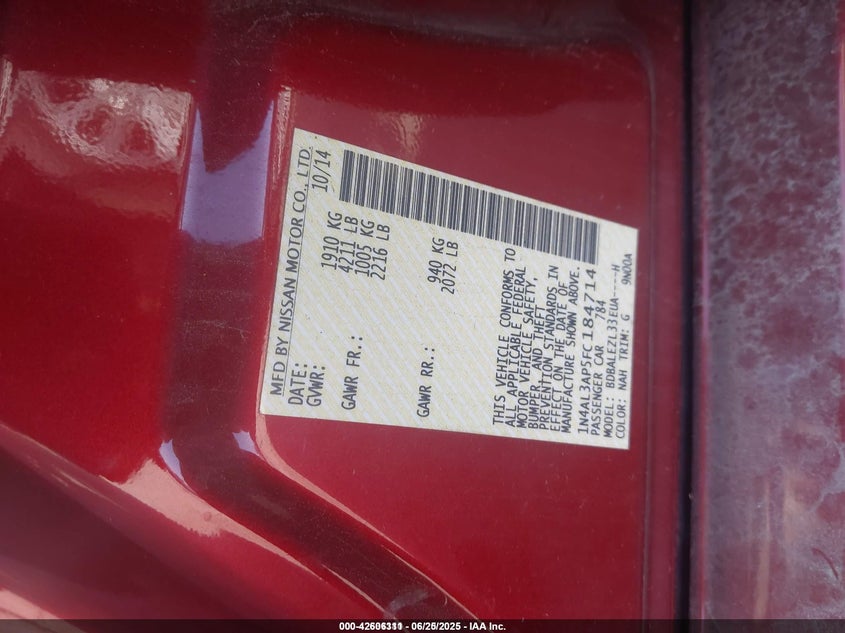 MFD BY NISSAN MOTOR CO., LTD.
DATE: 10/14
GVWR: 1910 KG
4211 LB
GAWR FR.: 1005 KG
2216 LB
GAWR RR.: 940 KG
2072 LB
THIS VEHICLE CONFORMS TO
ALL APPLICABLE FEDERAL
MOTOR VEHICLE SAFETY,
BUMPER, AND THEFT
PREVENTION STANDARDS IN
EFFECT ON THE DATE OF
MANUFACTURE SHOWN ABOVE.
1N4AL3AP5FC184714
PASSENGER CAR 784
MODEL: BDBALEZL33EUA----H
COLOR: NAH TRIM: G 9N00A
06/26/2025 - IAA Inc.